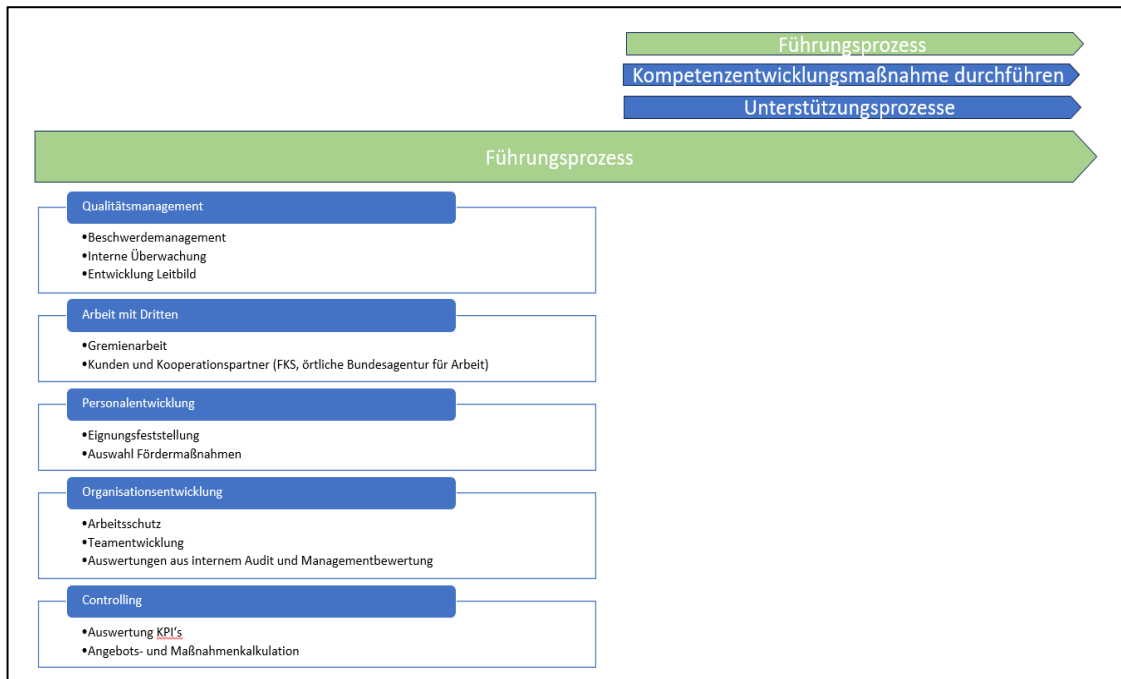 Führungsprozess
Kompetenzentwicklungsmaßnahme durchführen
Unterstützungsprozesse
Führungsprozess
Qualitätsmanagement
•Beschwerdemanagement
•Interne Überwachung
•Entwicklung Leitbild
Arbeit mit Dritten
•Gremienarbeit
•Kunden und Kooperationspartner (FKS, örtliche Bundesagentur für Arbeit)
Personalentwicklung
•Eignungsfeststellung
•Auswahl Fördermaßnahmen
Organisationsentwicklung
•Arbeitsschutz
•Teamentwicklung
•Auswertungen aus internem Audit und Managementbewertung
Controlling
•Auswertung KPI's
•Angebots- und Maßnahmenkalkulation